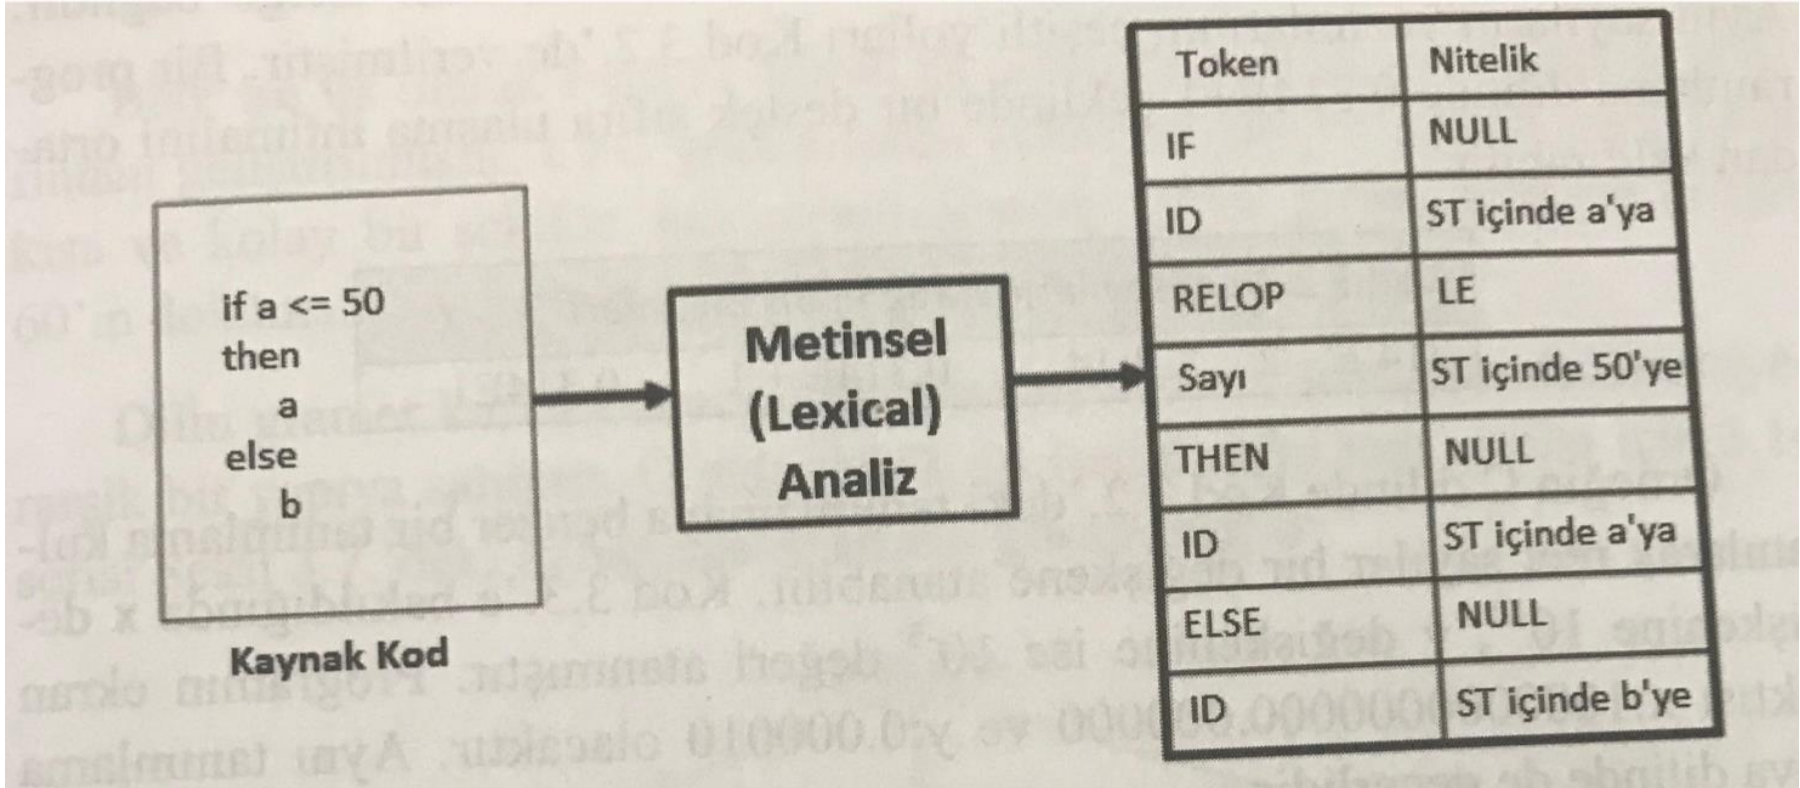 if a <= 50
then
a
else
b
Kaynak Kod
Metinsel
(Lexical)
Analiz
Token Nitelik
IF NULL
ID ST içinde a'ya
RELOP LE
Sayı ST içinde 50'ye
THEN NULL
ID ST içinde a'ya
ELSE NULL
ID ST içinde b'ye